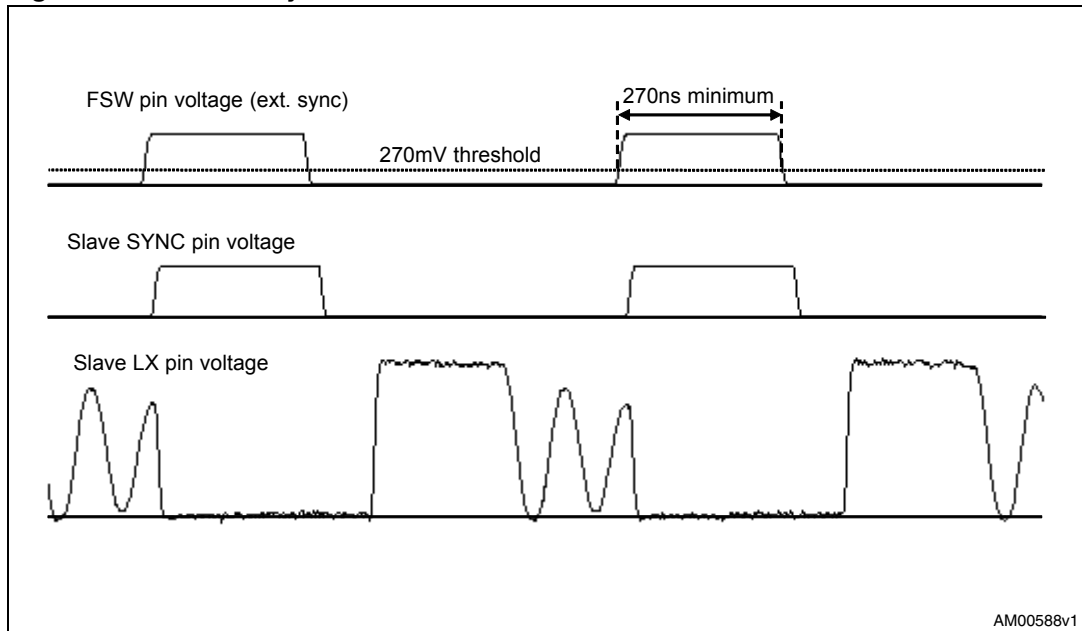 FSW pin voltage (ext. sync)
270ns minimum
270mV threshold
Slave SYNC pin voltage
Slave LX pin voltage
AM00588v1